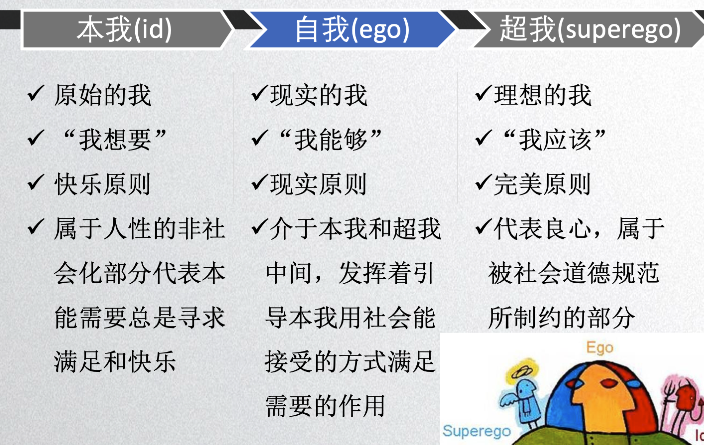 本我(id)
自我(ego)
超我(superego)
✓ 原始的我
✓ “我想要”
✓ 快乐原则
✓ 属于人性的非社
会化部分代表本
能需要总是寻求
满足和快乐
✓现实的我
✓“我能够”
✓现实原则
✓介于本我和超我
中间，发挥着引
导本我用社会能
接受的方式满足
需要的作用
✓理想的我
✓“我应该”
✓完美原则
✓代表良心，属于
被社会道德规范
所制约的部分
Ego
Superego